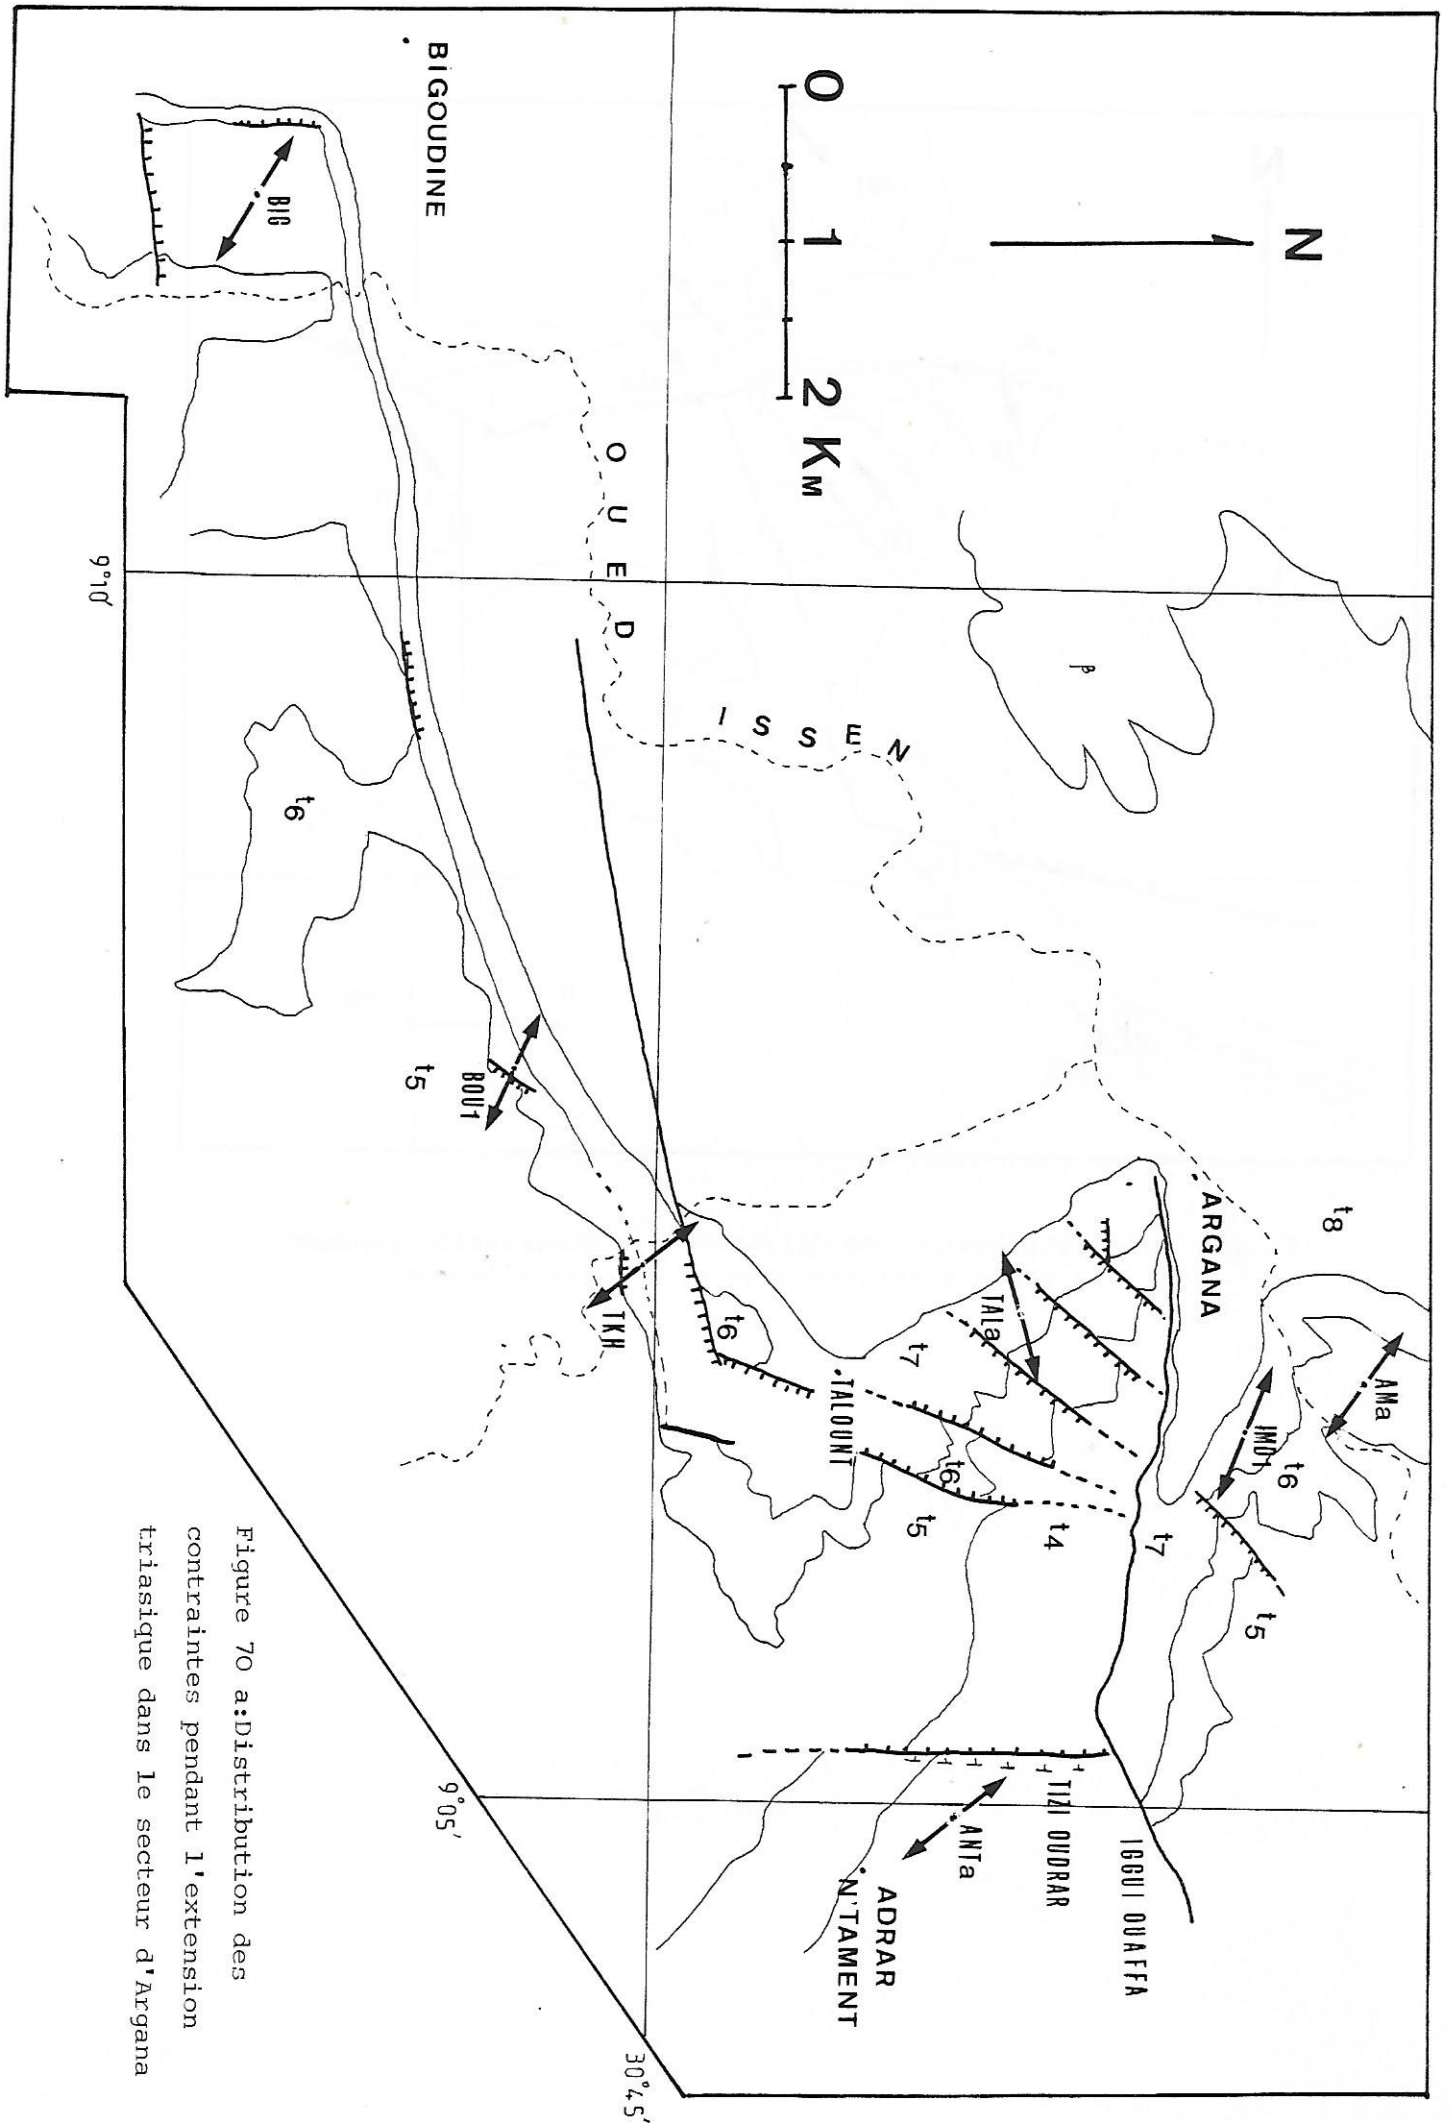 N
0 1 2 KM
BIGOUDINE
BIG
OUED ISSEN
β
ARGANA
t8
AMa
IMD1
t6
t5
t7
TALa
t7
t6
t5
t4
TALOUNT
t6
TKH
BOU1
t5
t6
IGGUI OUAFFA
TIZI OUDRAR
ANTa
ADRAR
N'TAMENT
9°10'
9°05'
30°45'
Figure 70 a:Distribution des
contraintes pendant l'extension
triasique dans le secteur d'Argana